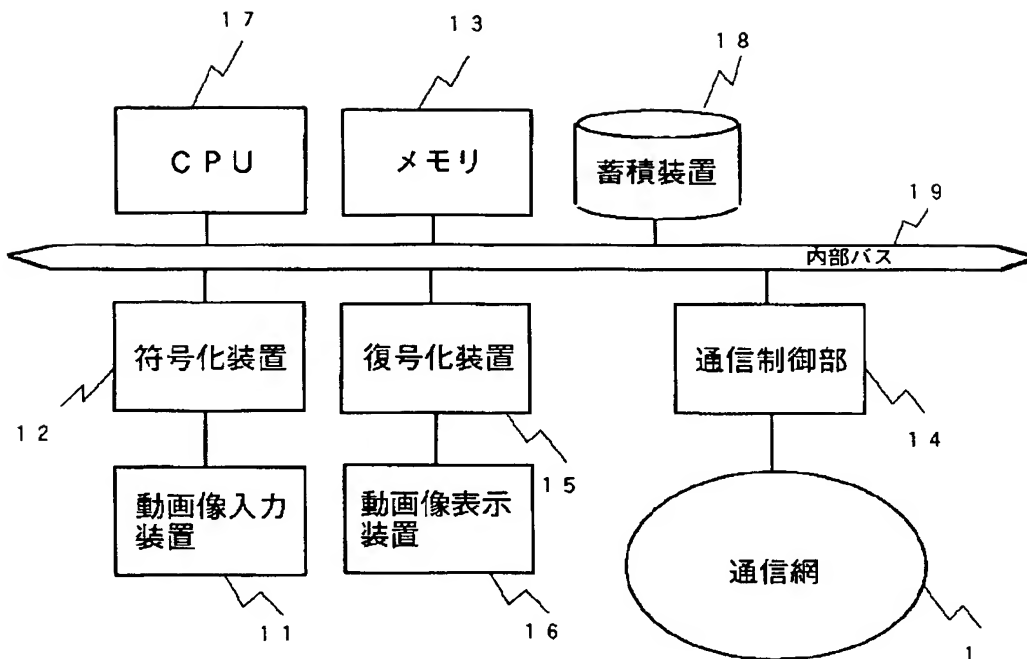 17
13
18
CPU
メモリ
蓄積装置
19
内部バス
符号化装置
復号化装置
通信制御部
12
15
14
動画像入力
装置
動画像表示
装置
通信網
11
16
1